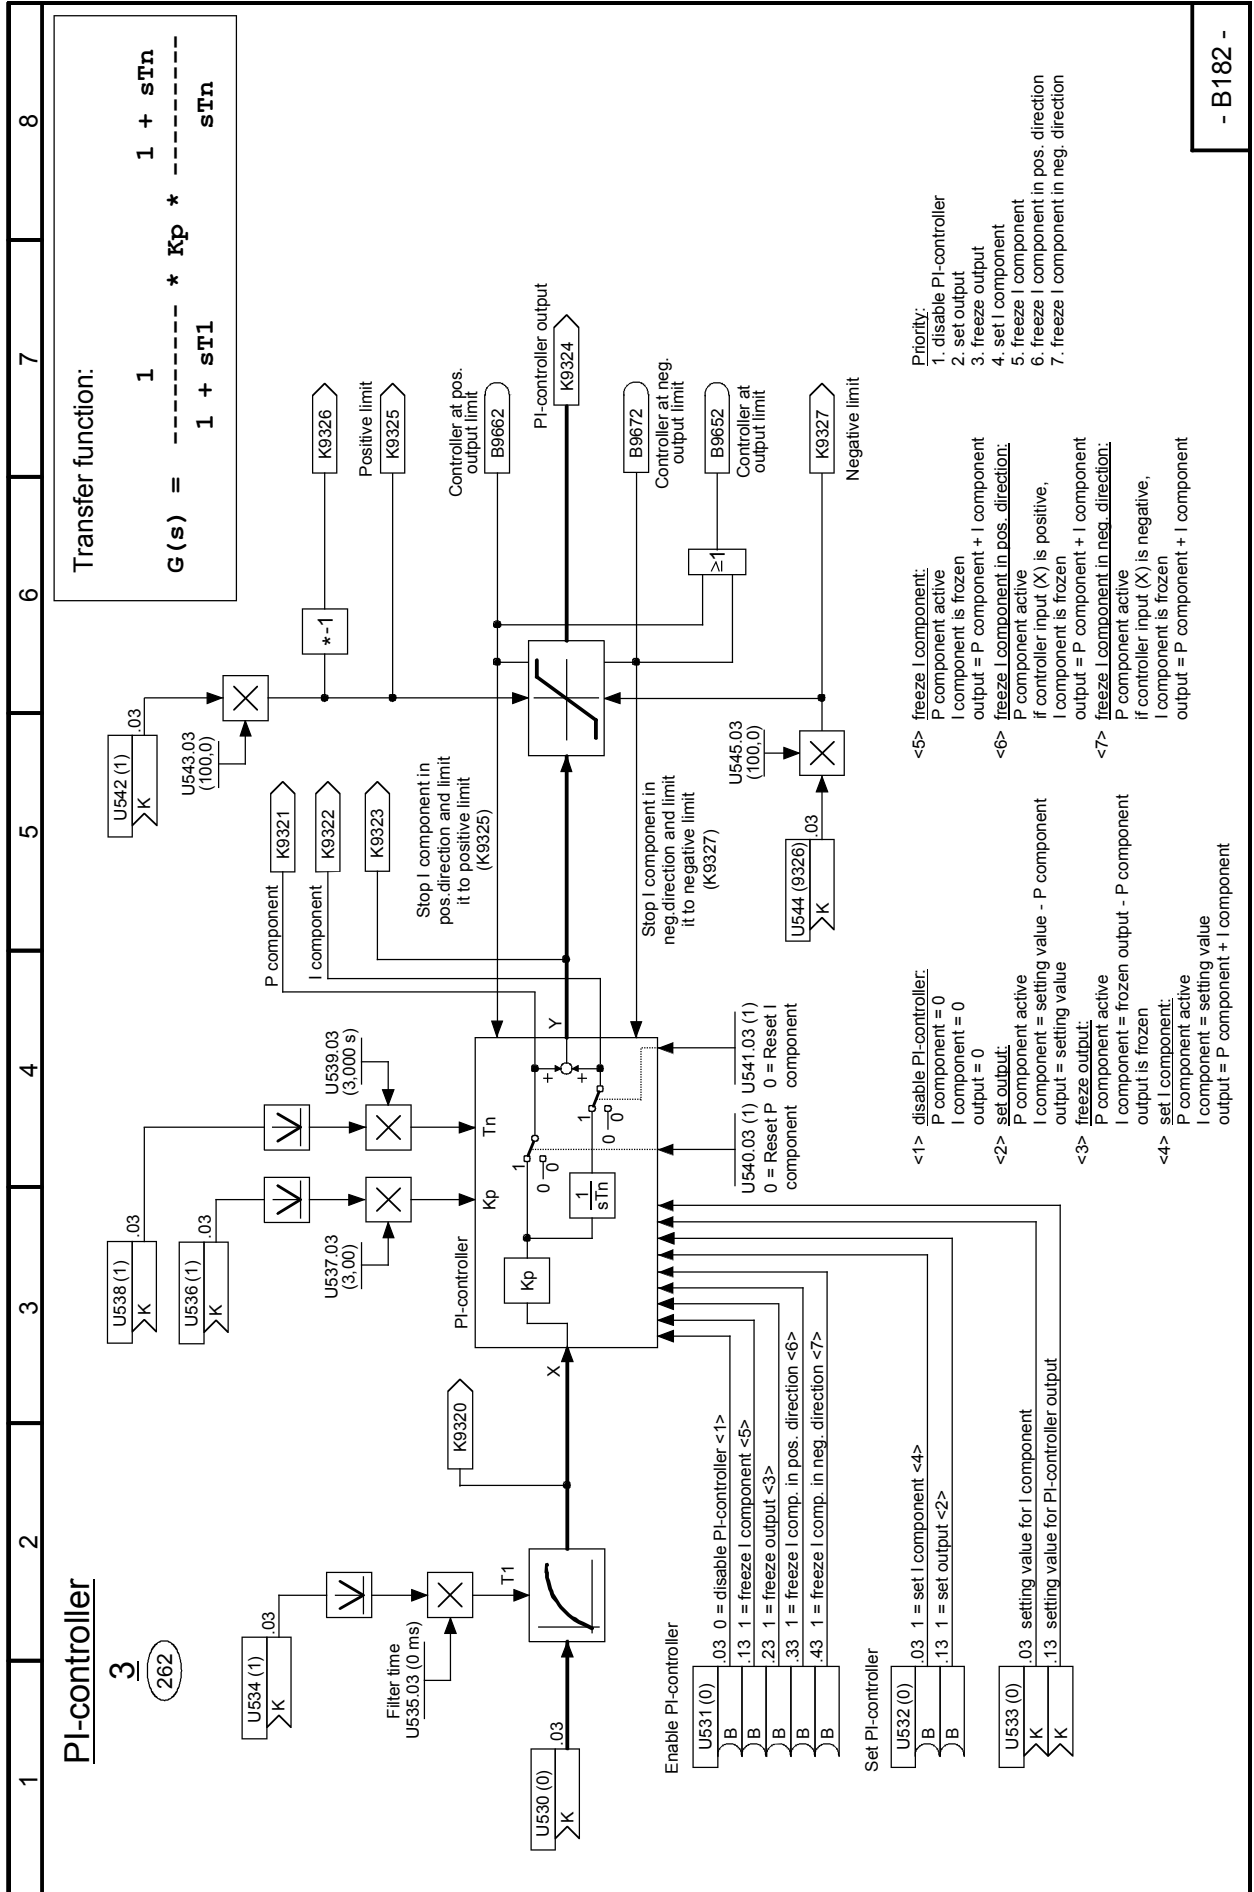 1 2 3 4 5 6 7 8
PI-controller
3
262
Transfer function:
1 1 + sTn
G(s) = -------- * Kp * ---------
1 + sT1 sTn
U534 (1)
.03
K
Filter time
U535.03 (0 ms)
T1
U530 (0)
.03
K
K9320
X
U538 (1)
.03
K
U536 (1)
.03
K
U537.03
(3,00)
U539.03
(3,000 s)
PI-controller
Kp
Tn
Kp
1
sTn
1
0
0
1
0
0
+
+
Y
U540.03 (1)
0 = Reset P
component
U541.03 (1)
0 = Reset I
component
P component
K9321
I component
K9322
K9323
Stop I component in
pos.direction and limit
it to positive limit
(K9325)
Stop I component in
neg.direction and limit
it to negative limit
(K9327)
U542 (1)
.03
K
U543.03
(100,0)
U544 (9326)
.03
K
U545.03
(100,0)
*-1
K9326
Positive limit
K9325
Controller at pos.
output limit
B9662
PI-controller output
K9324
B9672
Controller at neg.
output limit
≥1
B9652
Controller at
output limit
K9327
Negative limit
Enable PI-controller
U531 (0)
B .03 0 = disable PI-controller <1>
B .13 1 = freeze I component <5>
B .23 1 = freeze output <3>
B .33 1 = freeze I comp. in pos. direction <6>
B .43 1 = freeze I comp. in neg. direction <7>
Set PI-controller
U532 (0)
B .03 1 = set I component <4>
B .13 1 = set output <2>
U533 (0)
K .03 setting value for I component
K .13 setting value for PI-controller output
<1> disable PI-controller:
P component = 0
I component = 0
output = 0
<2> set output:
P component active
I component = setting value - P component
output = setting value
<3> freeze output:
P component active
I component = frozen output - P component
output is frozen
<4> set I component:
P component active
I component = setting value
output = P component + I component
<5> freeze I component:
P component active
I component is frozen
output = P component + I component
<6> freeze I component in pos. direction:
P component active
if controller input (X) is positive,
I component is frozen
output = P component + I component
<7> freeze I component in neg. direction:
P component active
if controller input (X) is negative,
I component is frozen
output = P component + I component
Priority:
1. disable PI-controller
2. set output
3. freeze output
4. set I component
5. freeze I component
6. freeze I component in pos. direction
7. freeze I component in neg. direction
- B182 -